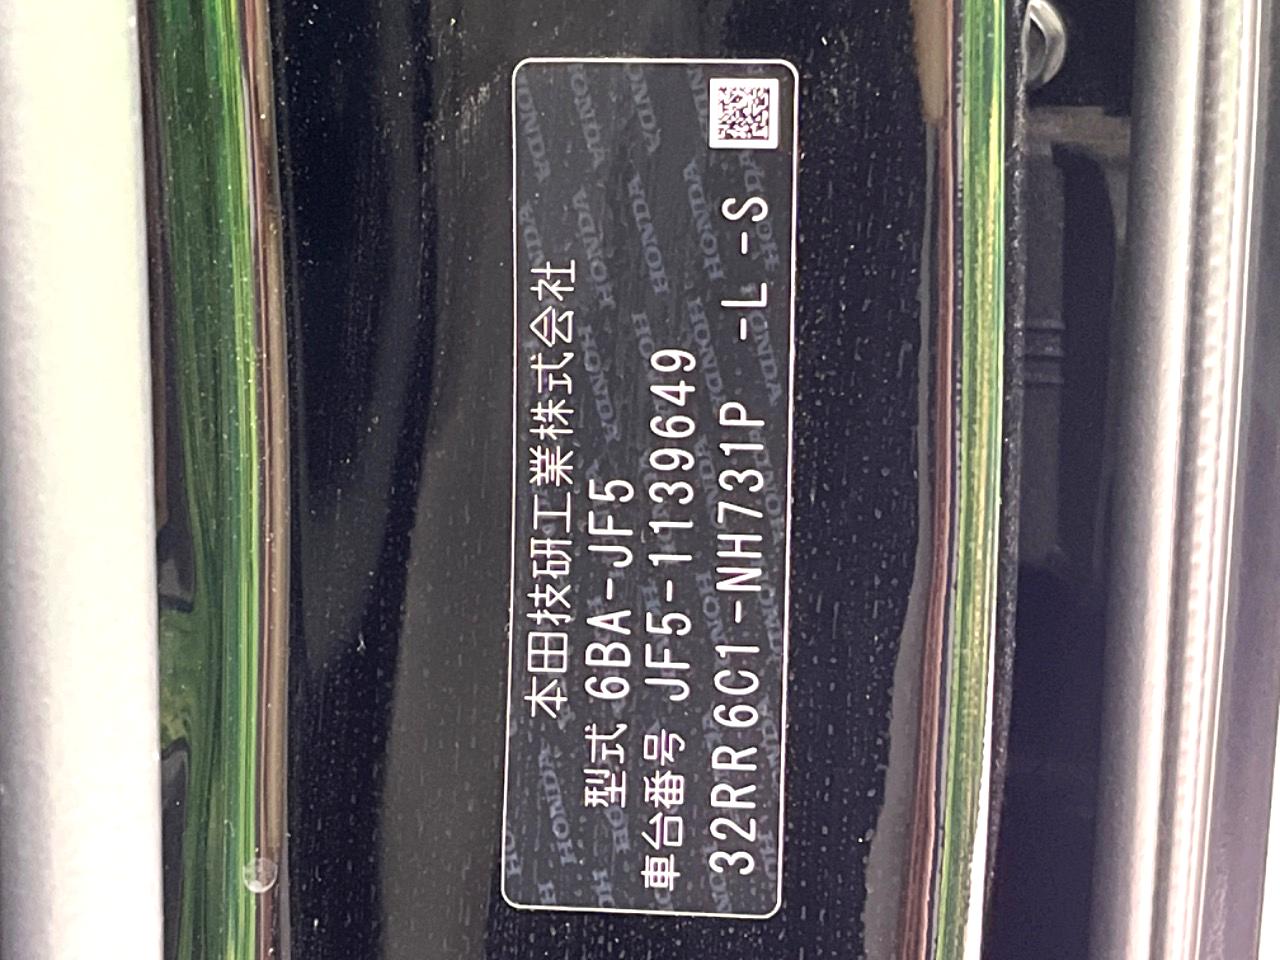 本田技研工業株式会社
型式 6BA-JF5
車台番号 JF5-1139649
32RR6C1-NH731P -L -S